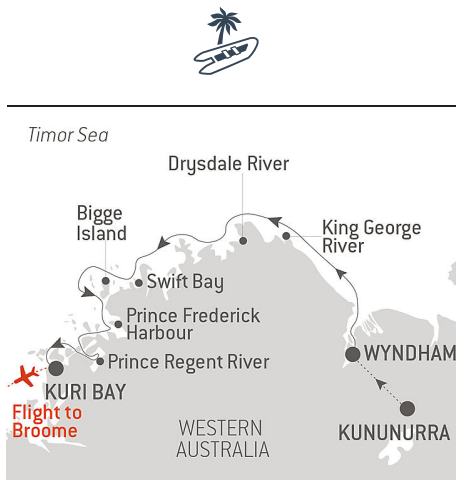 Timor Sea
Drysdale River
Bigge
Island
King George
River
Swift Bay
Prince Frederick
Harbour
WYNDHAM
Prince Regent River
KURI BAY
Flight to
Broome
WESTERN
AUSTRALIA
KUNUNURRA